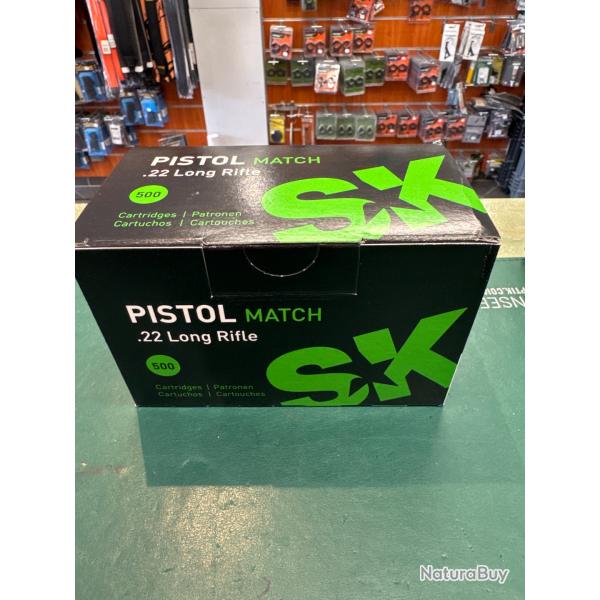 PISTOL MATCH
.22 Long Rifle
500
Cartridges | Patronen
Cartuchos | Cartouches
SK
PISTOL MATCH
.22 Long Rifle
500
Cartridges | Patronen
Cartuchos | Cartouches
SK
NaturaBuy